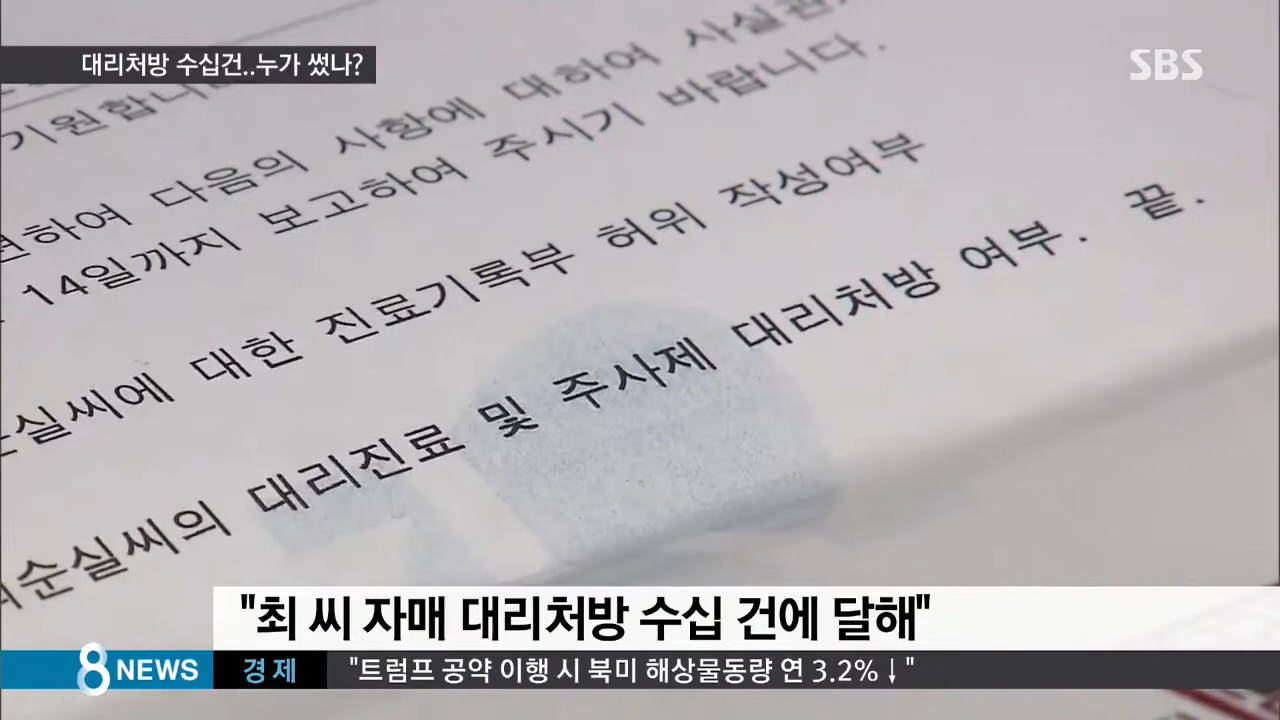 대리처방 수십건..누가 썼나?
SBS
기원합니다
다음의 사항에 대하여 사실관계
14일까지 보고하여 주시기 바랍니다.
순실씨에 대한 진료기록부 허위 작성여부
순실씨의 대리진료 및 주사제 대리처방 여부. 끝.
"최 씨 자매 대리처방 수십 건에 달해"
8 NEWS
경제
"트럼프 공약 이행 시 북미 해상물동량 연 3.2%↓"